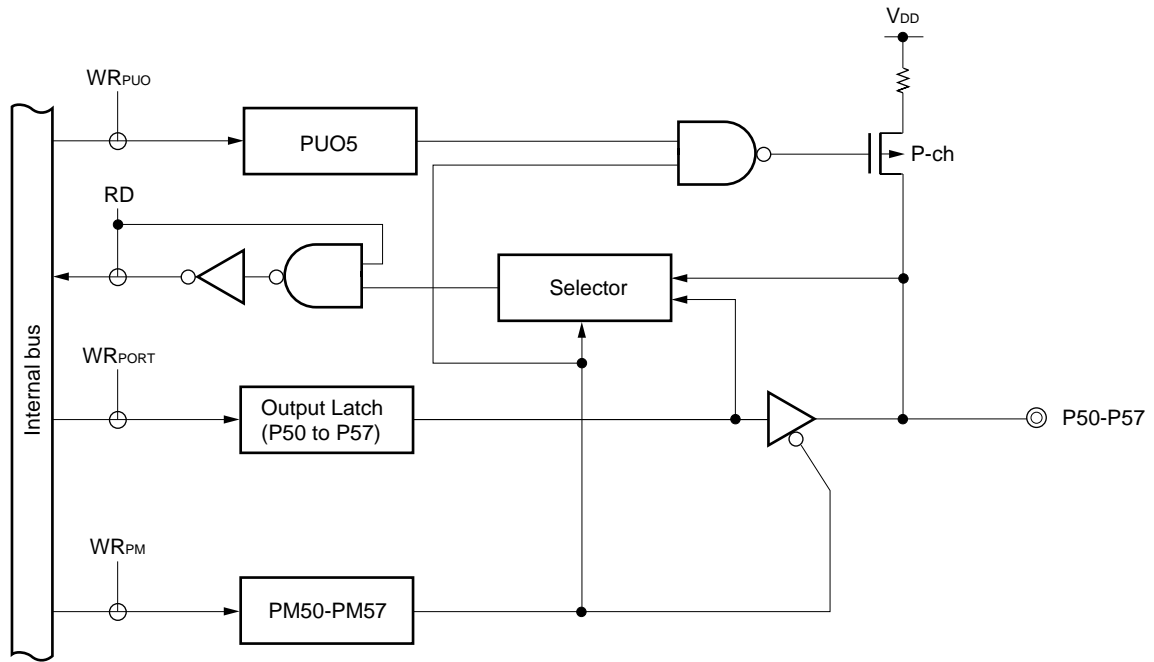 VDD
WRPUO
PUO5
P-ch
RD
Selector
Internal bus
WRPORT
Output Latch
(P50 to P57)
P50-P57
WRPM
PM50-PM57